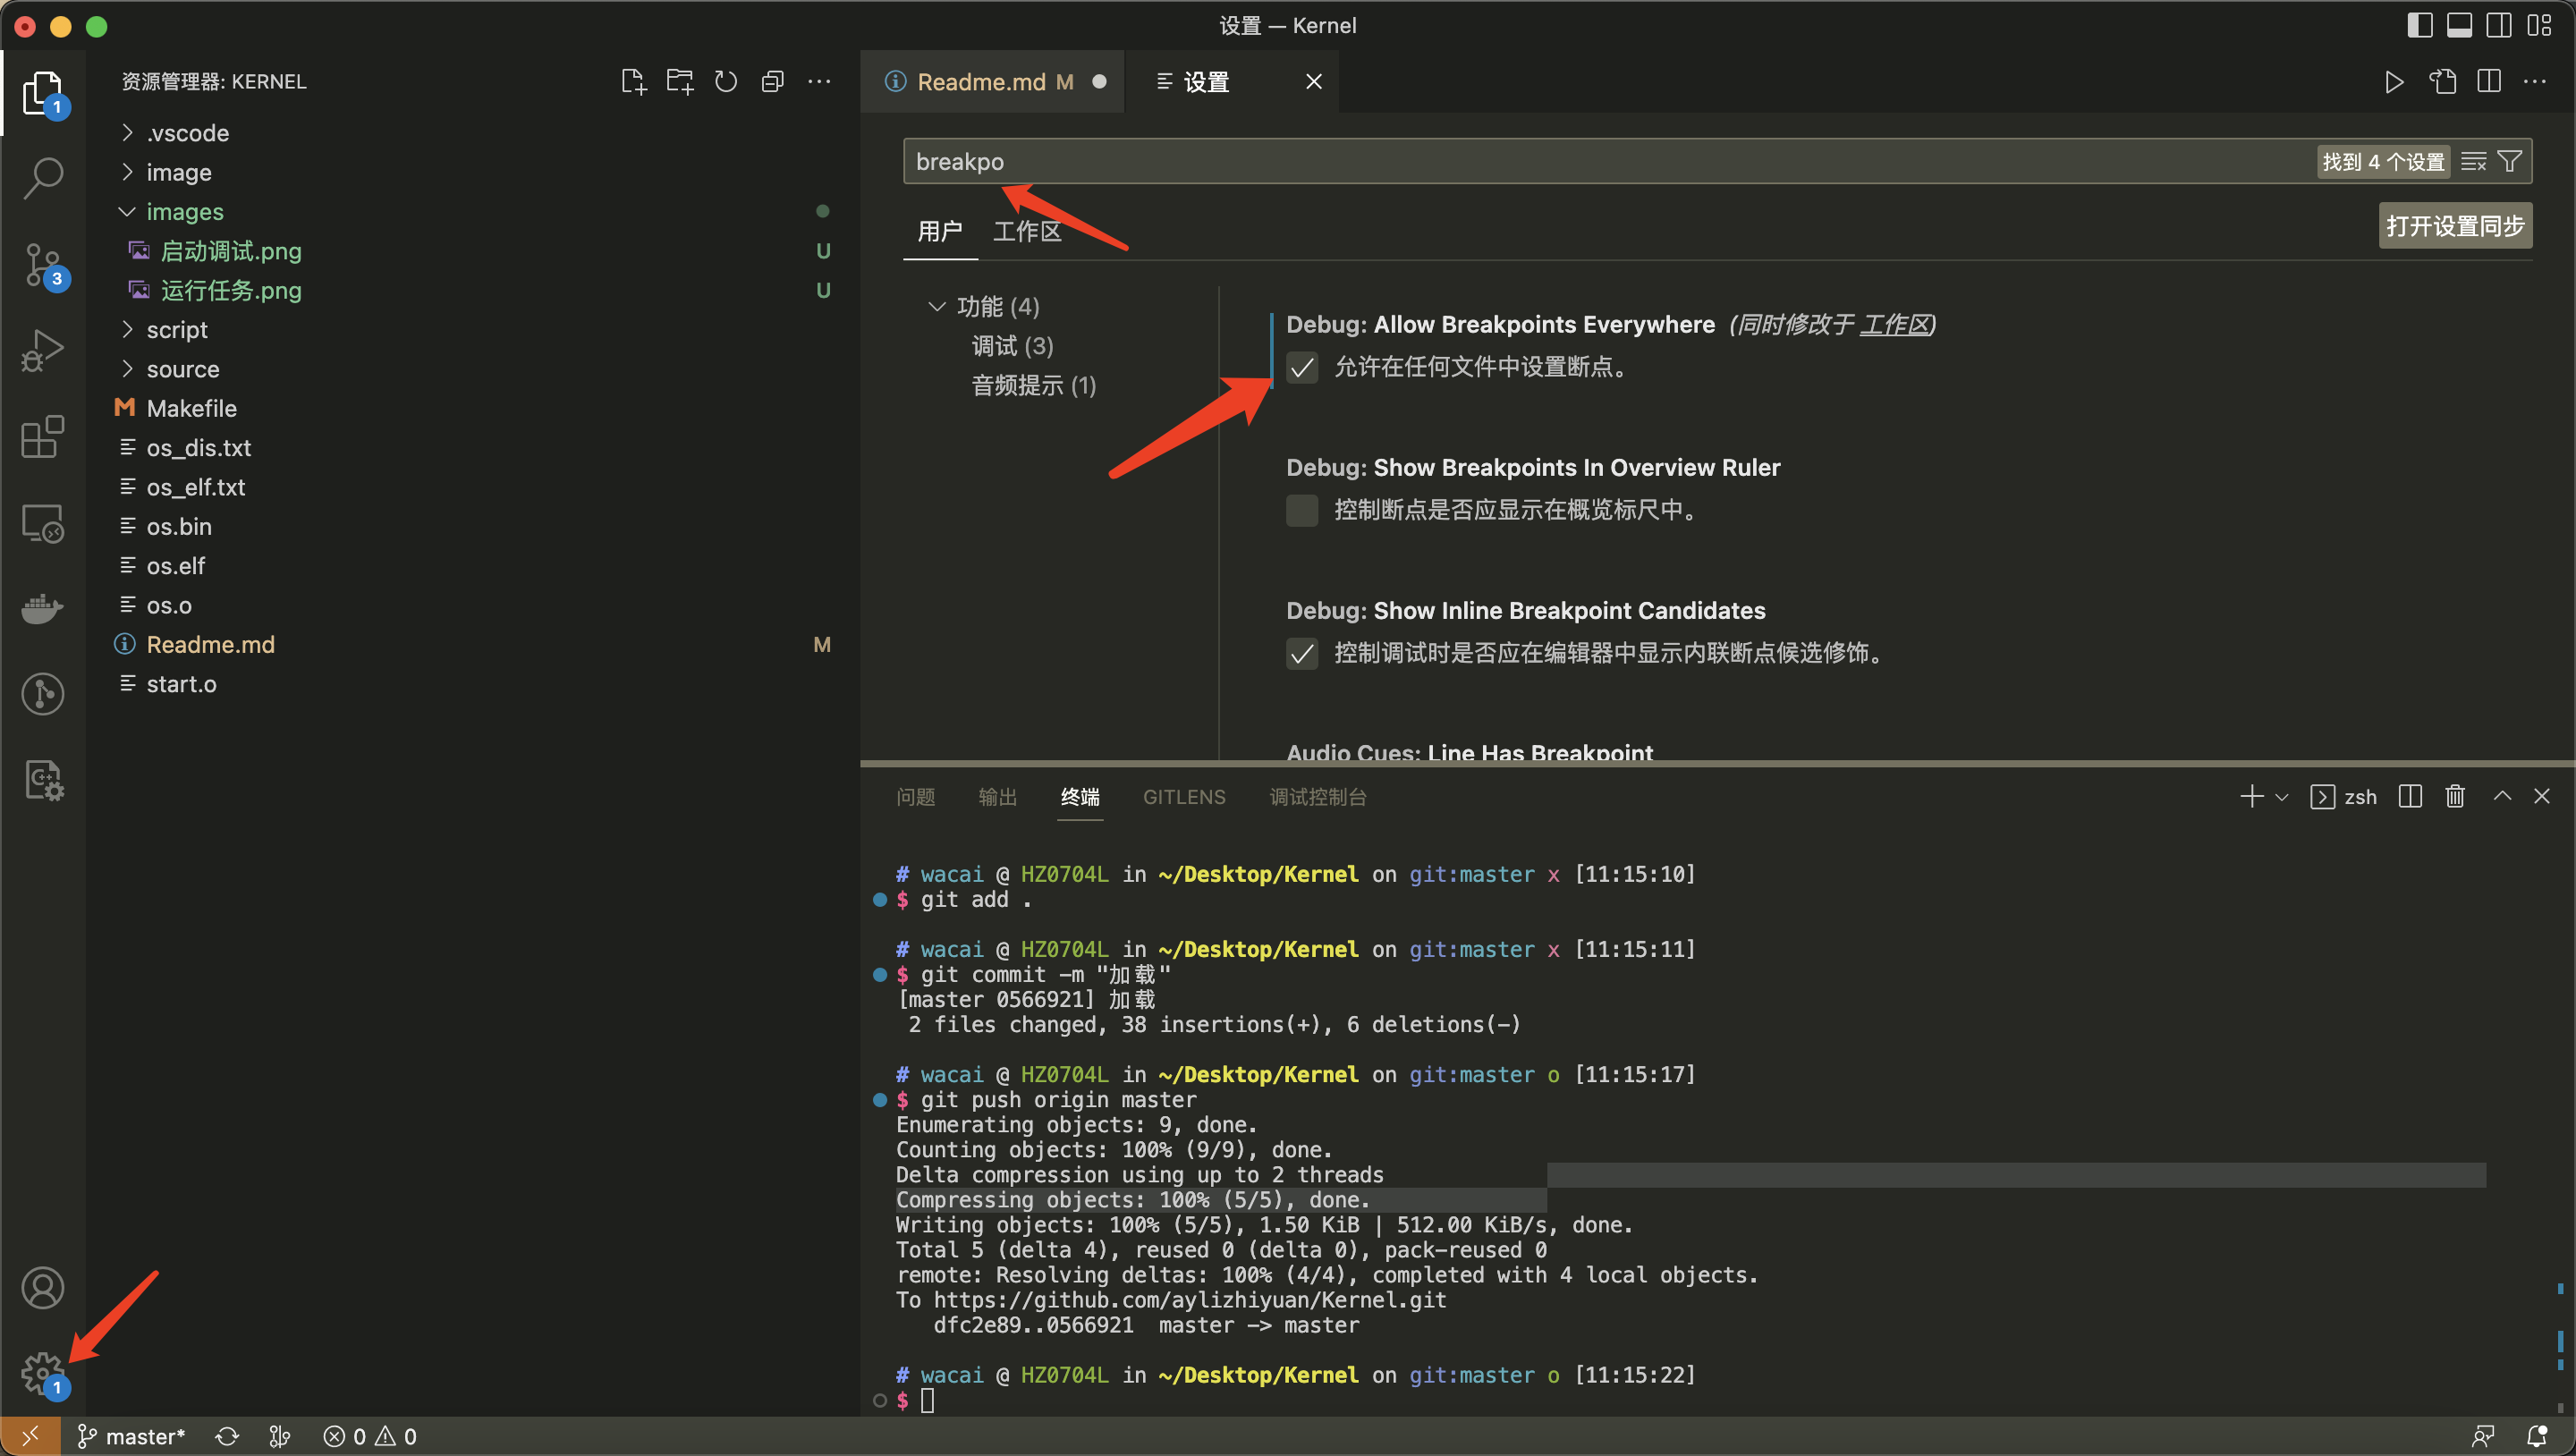 设置 — Kernel
资源管理器: KERNEL
.vscode
image
images
启动调试.png U
运行任务.png U
script
source
M Makefile
os_dis.txt
os_elf.txt
os.bin
os.elf
os.o
Readme.md M
start.o
1
3
1
Readme.md M
设置
breakpo
找到 4 个设置
用户 工作区
打开设置同步
功能 (4)
调试 (3)
音频提示 (1)
Debug: Allow Breakpoints Everywhere (同时修改于 工作区)
允许在任何文件中设置断点。
Debug: Show Breakpoints In Overview Ruler
控制断点是否应显示在概览标尺中。
Debug: Show Inline Breakpoint Candidates
控制调试时是否应在编辑器中显示内联断点候选修饰。
Audio Cues: Line Has Breakpoint
问题 输出 终端 GITLENS 调试控制台
zsh
# wacai @ HZ0704L in ~/Desktop/Kernel on git:master x [11:15:10]
$ git add .
# wacai @ HZ0704L in ~/Desktop/Kernel on git:master x [11:15:11]
$ git commit -m "加载"
[master 0566921] 加载
2 files changed, 38 insertions(+), 6 deletions(-)
# wacai @ HZ0704L in ~/Desktop/Kernel on git:master o [11:15:17]
$ git push origin master
Enumerating objects: 9, done.
Counting objects: 100% (9/9), done.
Delta compression using up to 2 threads
Compressing objects: 100% (5/5), done.
Writing objects: 100% (5/5), 1.50 KiB | 512.00 KiB/s, done.
Total 5 (delta 4), reused 0 (delta 0), pack-reused 0
remote: Resolving deltas: 100% (4/4), completed with 4 local objects.
To https://github.com/aylizhiyuan/Kernel.git
dfc2e89..0566921  master -> master
# wacai @ HZ0704L in ~/Desktop/Kernel on git:master o [11:15:22]
$
master* 0 0